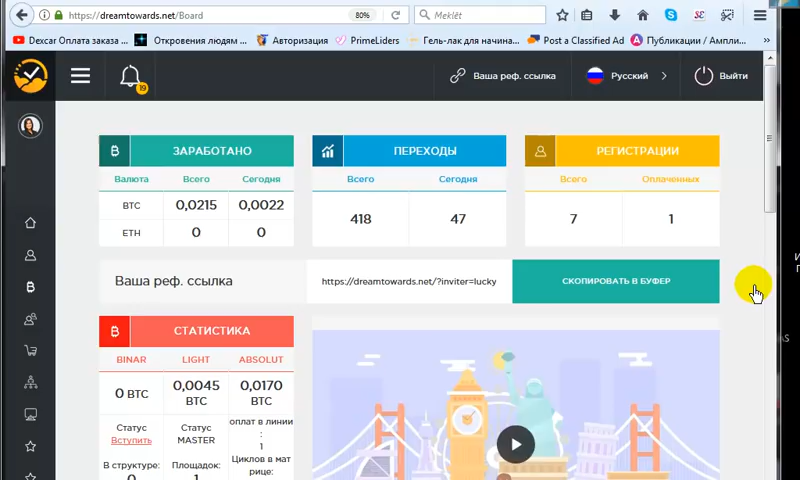 https://dreamtowards.net/Board
80%
Meklēt
Dexcar Оплата заказа ...
Откровения людям ...
Авторизация
PrimeLiders
Гель-лак для начина...
Post a Classified Ad
Публикации / Ампли...
19
Ваша реф. ссылка
Русский
Выйти
ЗАРАБОТАНО
Валюта Всего Сегодня
BTC 0,0215 0,0022
ETH 0 0
ПЕРЕХОДЫ
Всего Сегодня
418 47
РЕГИСТРАЦИИ
Всего Оплаченных
7 1
Ваша реф. ссылка
https://dreamtowards.net/?inviter=lucky
СКОПИРОВАТЬ В БУФЕР
СТАТИСТИКА
BINAR LIGHT ABSOLUT
0 BTC
0,0045
BTC
0,0170
BTC
Статус
Вступить
В структуре:
0
Статус
MASTER
Площадок:
1
оплат в линии
:
1
Циклов в мат
рице: